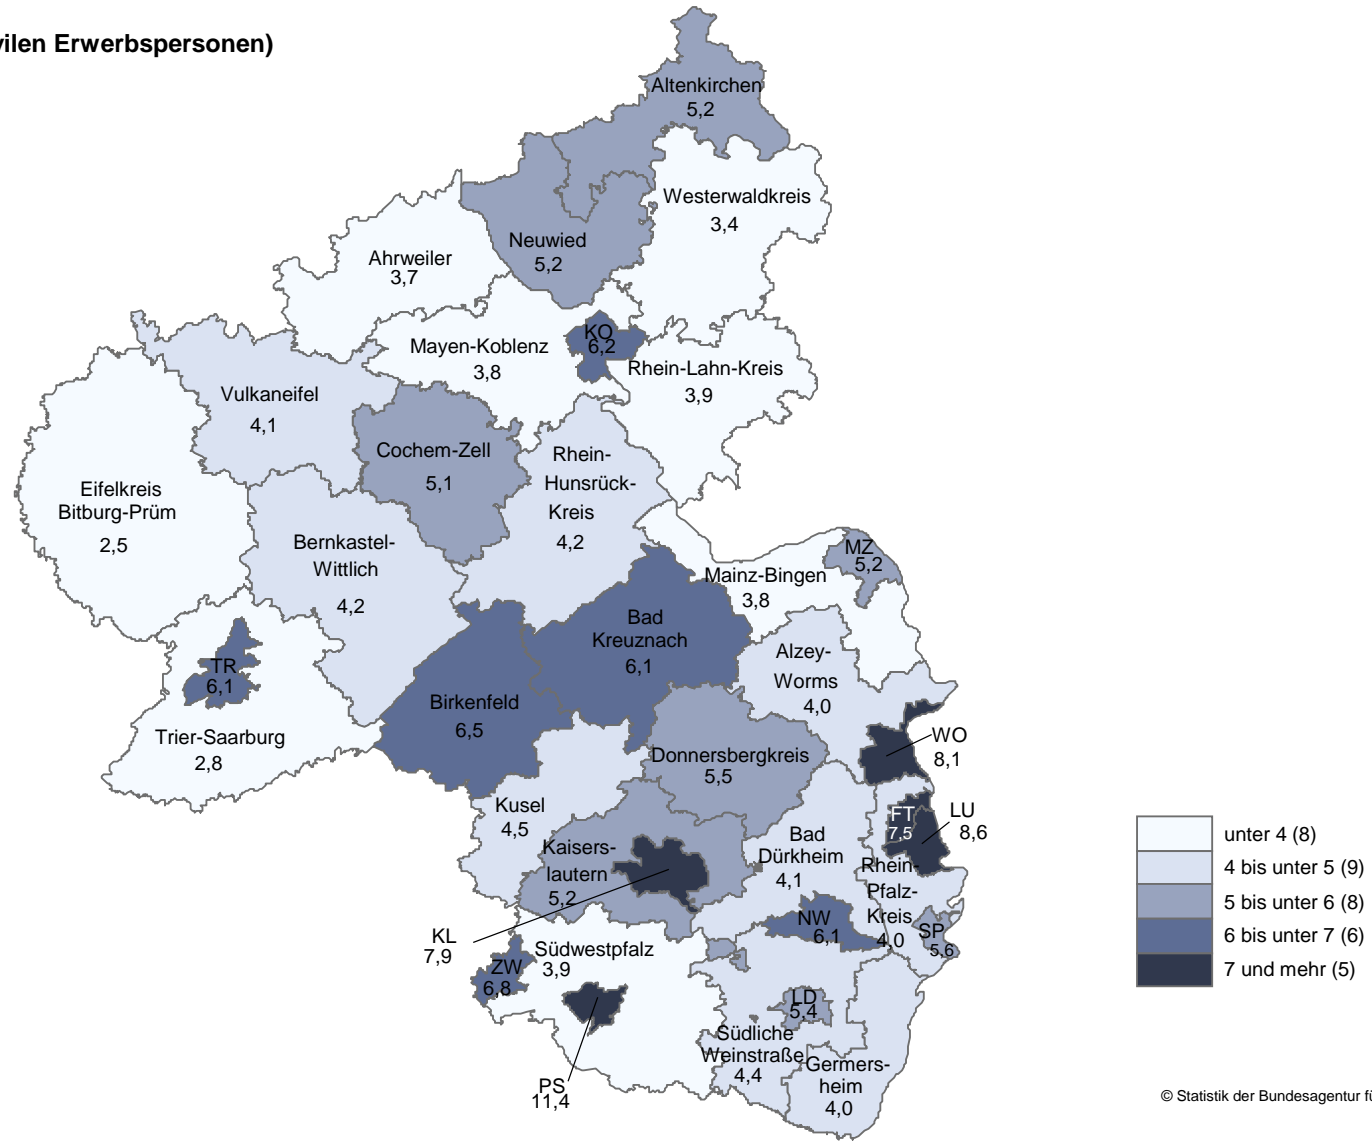 vilen Erwerbspersonen)
Altenkirchen
5,2
Westerwaldkreis
3,4
Neuwied
5,2
Ahrweiler
3,7
KO
6,2
Mayen-Koblenz
3,8
Rhein-Lahn-Kreis
3,9
Vulkaneifel
4,1
Cochem-Zell
5,1
Rhein-
Hunsrück-
Kreis
4,2
Eifelkreis
Bitburg-Prüm
2,5
Bernkastel-
Wittlich
4,2
MZ
5,2
Mainz-Bingen
3,8
Bad
Kreuznach
6,1
Alzey-
Worms
4,0
TR
6,1
Trier-Saarburg
2,8
Birkenfeld
6,5
WO
8,1
Donnersbergkreis
5,5
Kusel
4,5
FT
7,5
LU
8,6
Kaisers-
lautern
5,2
Bad
Dürkheim
4,1
Rhein-
Pfalz-
Kreis
4,0
NW
6,1
SP
5,6
KL
7,9
ZW
6,8
Südwestpfalz
3,9
LD
5,4
Südliche
Weinstraße
4,4
Germers-
heim
4,0
PS
11,4
unter 4 (8)
4 bis unter 5 (9)
5 bis unter 6 (8)
6 bis unter 7 (6)
7 und mehr (5)
© Statistik der Bundesagentur fü